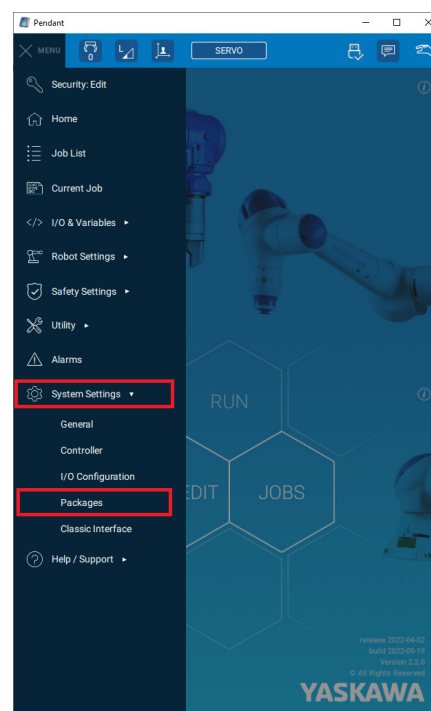 Pendant
MENU
0
L
SERVO
Security: Edit
Home
Job List
Current Job
</> I/O & Variables
Robot Settings
Safety Settings
Utility
Alarms
System Settings
General
Controller
I/O Configuration
Packages
Classic Interface
Help / Support
RUN
EDIT
JOBS
release 2022-04-02
build 2022-09-19
Version 2.2.0
© All Rights Reserved
YASKAWA